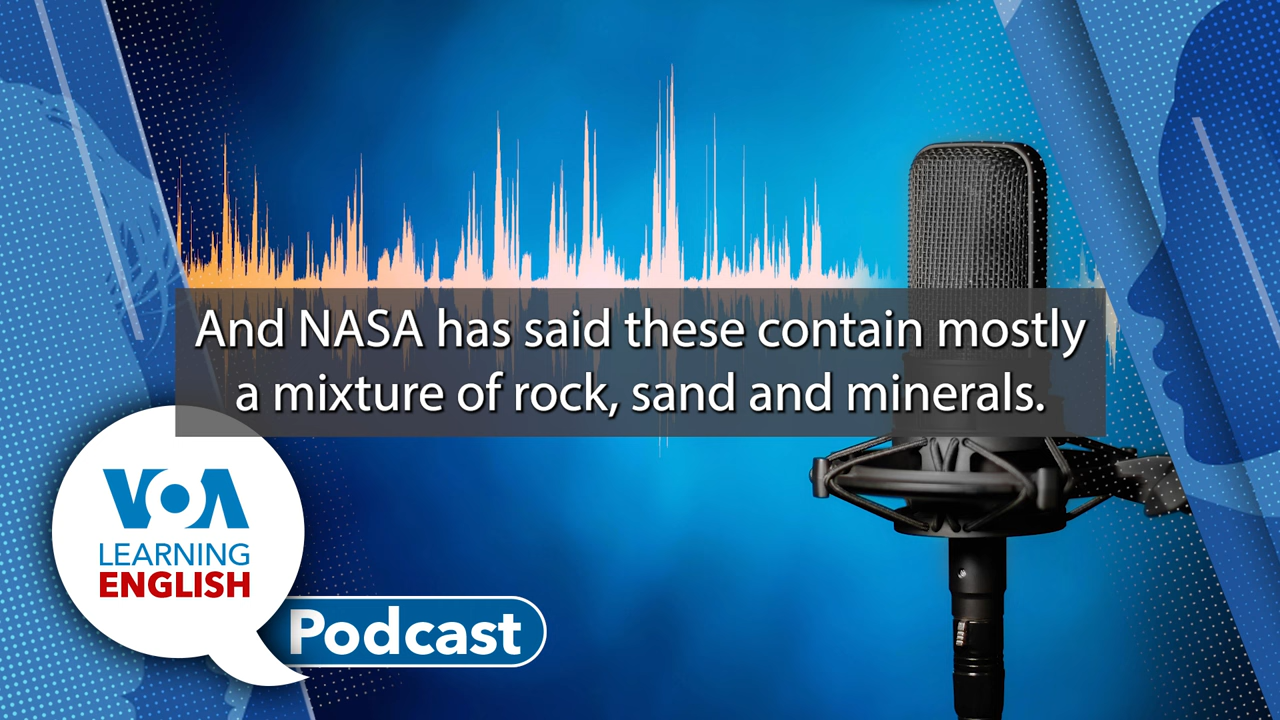 And NASA has said these contain mostly
a mixture of rock, sand and minerals.
VOA
LEARNING
ENGLISH
Podcast